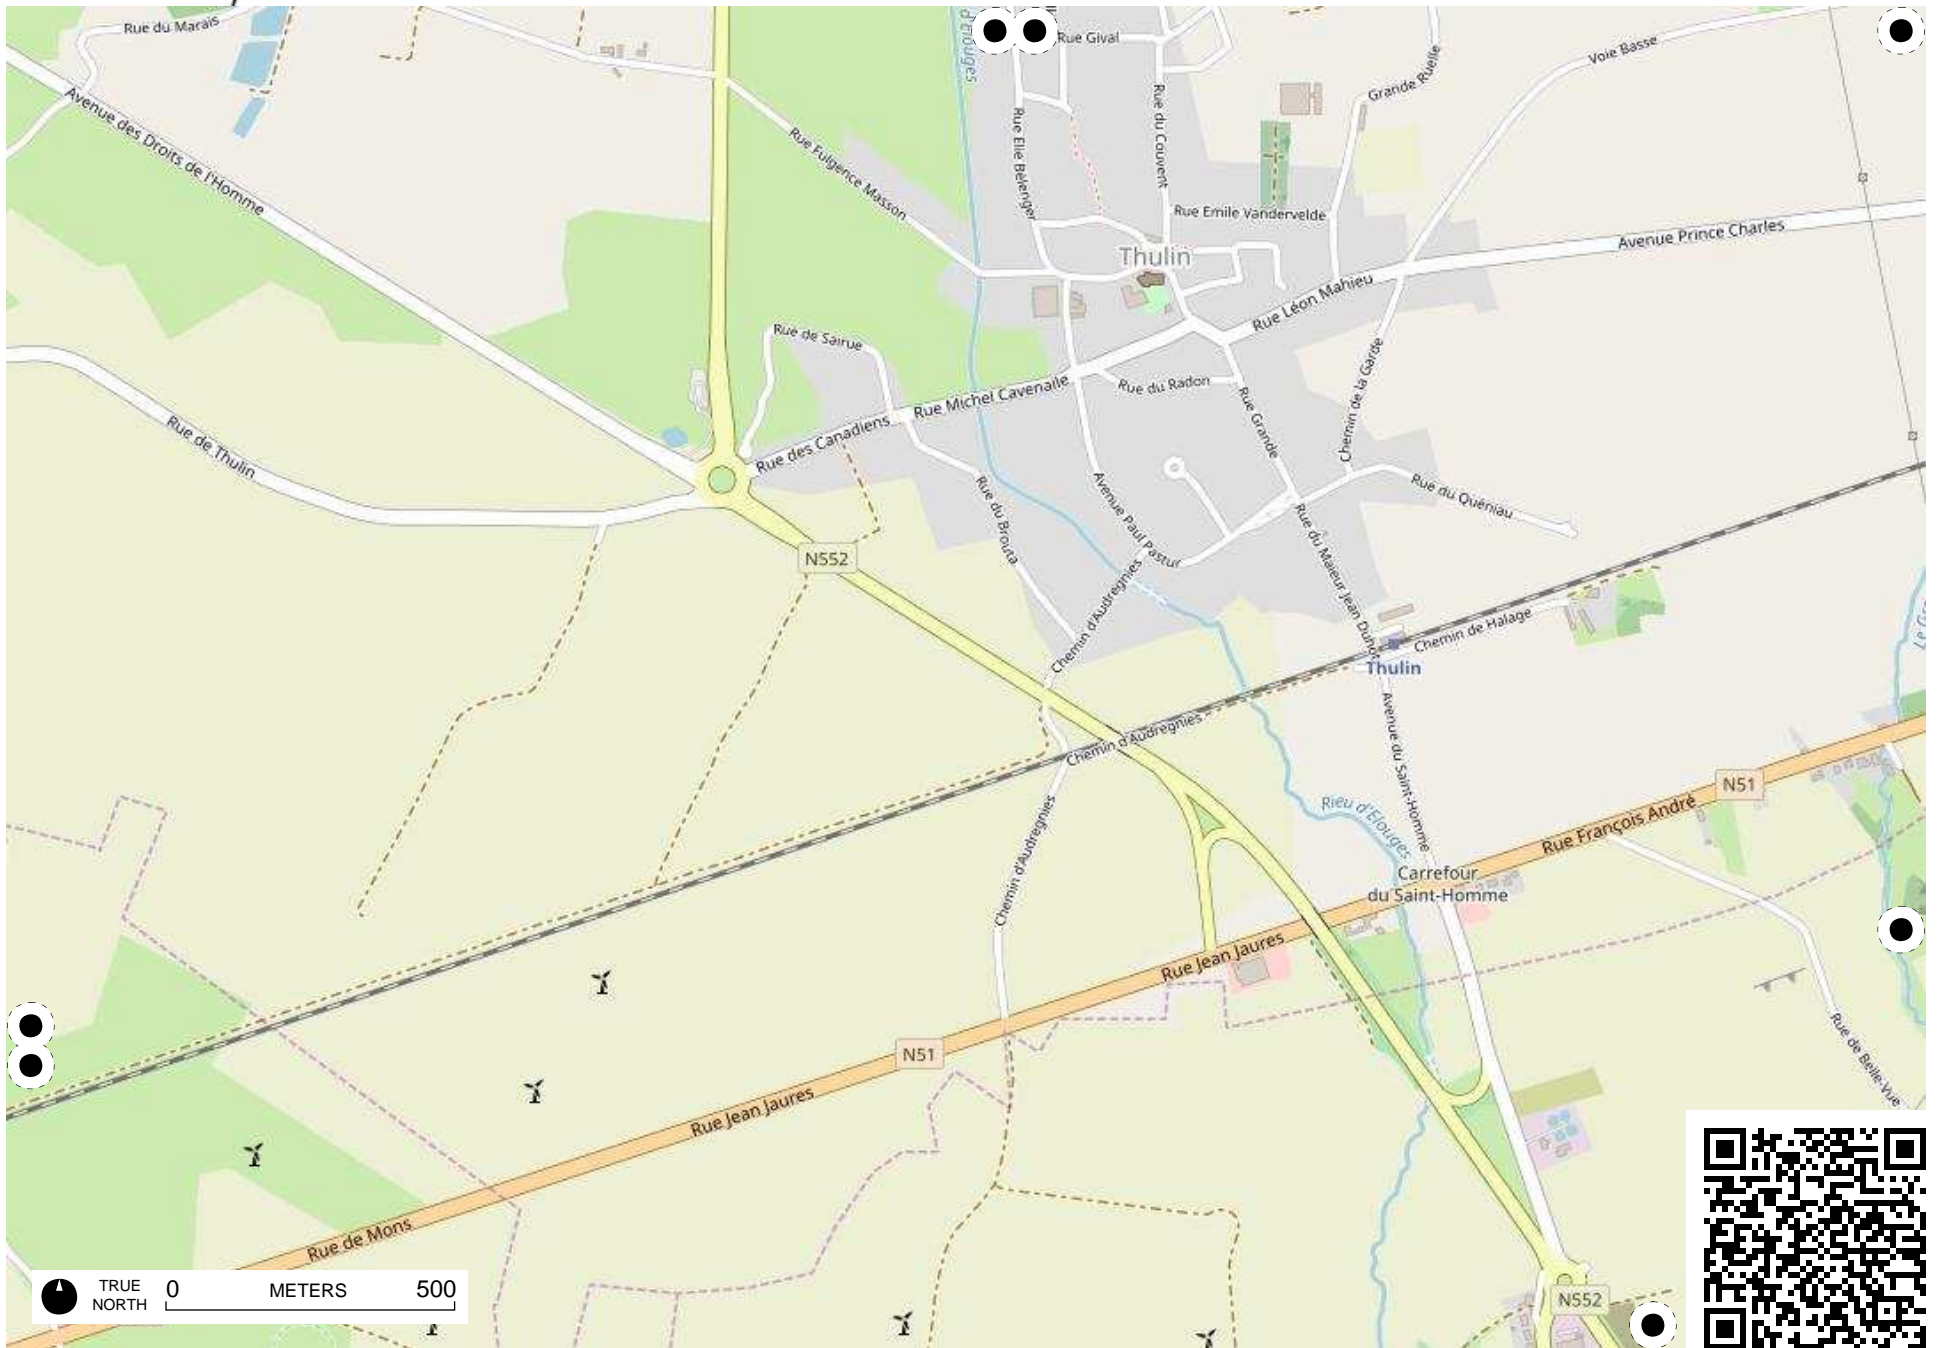 Rue du Marais
d'Elouges
Rue Gival
Voie Basse
Grande Ruelle
Avenue des Droits de l'Homme
Rue Fulgence Masson
Rue Elie Belenger
Rue du Couvent
Rue Emile Vandervelde
Avenue Prince Charles
Thulin
Rue Léon Mahieu
Rue de Sairue
Rue Michel Cavenaile
Rue du Radon
Chemin de la Garde
Rue de Thulin
Rue des Canadiens
Rue Grande
Rue du Brouta
Avenue Paul Pastur
Rue du Quéniau
Rue du Maieur Jean Duhot
N552
Chemin d'Audregnies
Chemin de Halage
Thulin
Chemin d'Audregnies
Avenue du Saint-Homme
N51
Rieu d'Elouges
Rue François André
Chemin d'Audregnies
Carrefour
du Saint-Homme
Rue Jean Jaures
N51
Rue de Belle-Vue
Rue Jean Jaures
Rue de Mons
TRUE
NORTH
0 METERS 500
N552